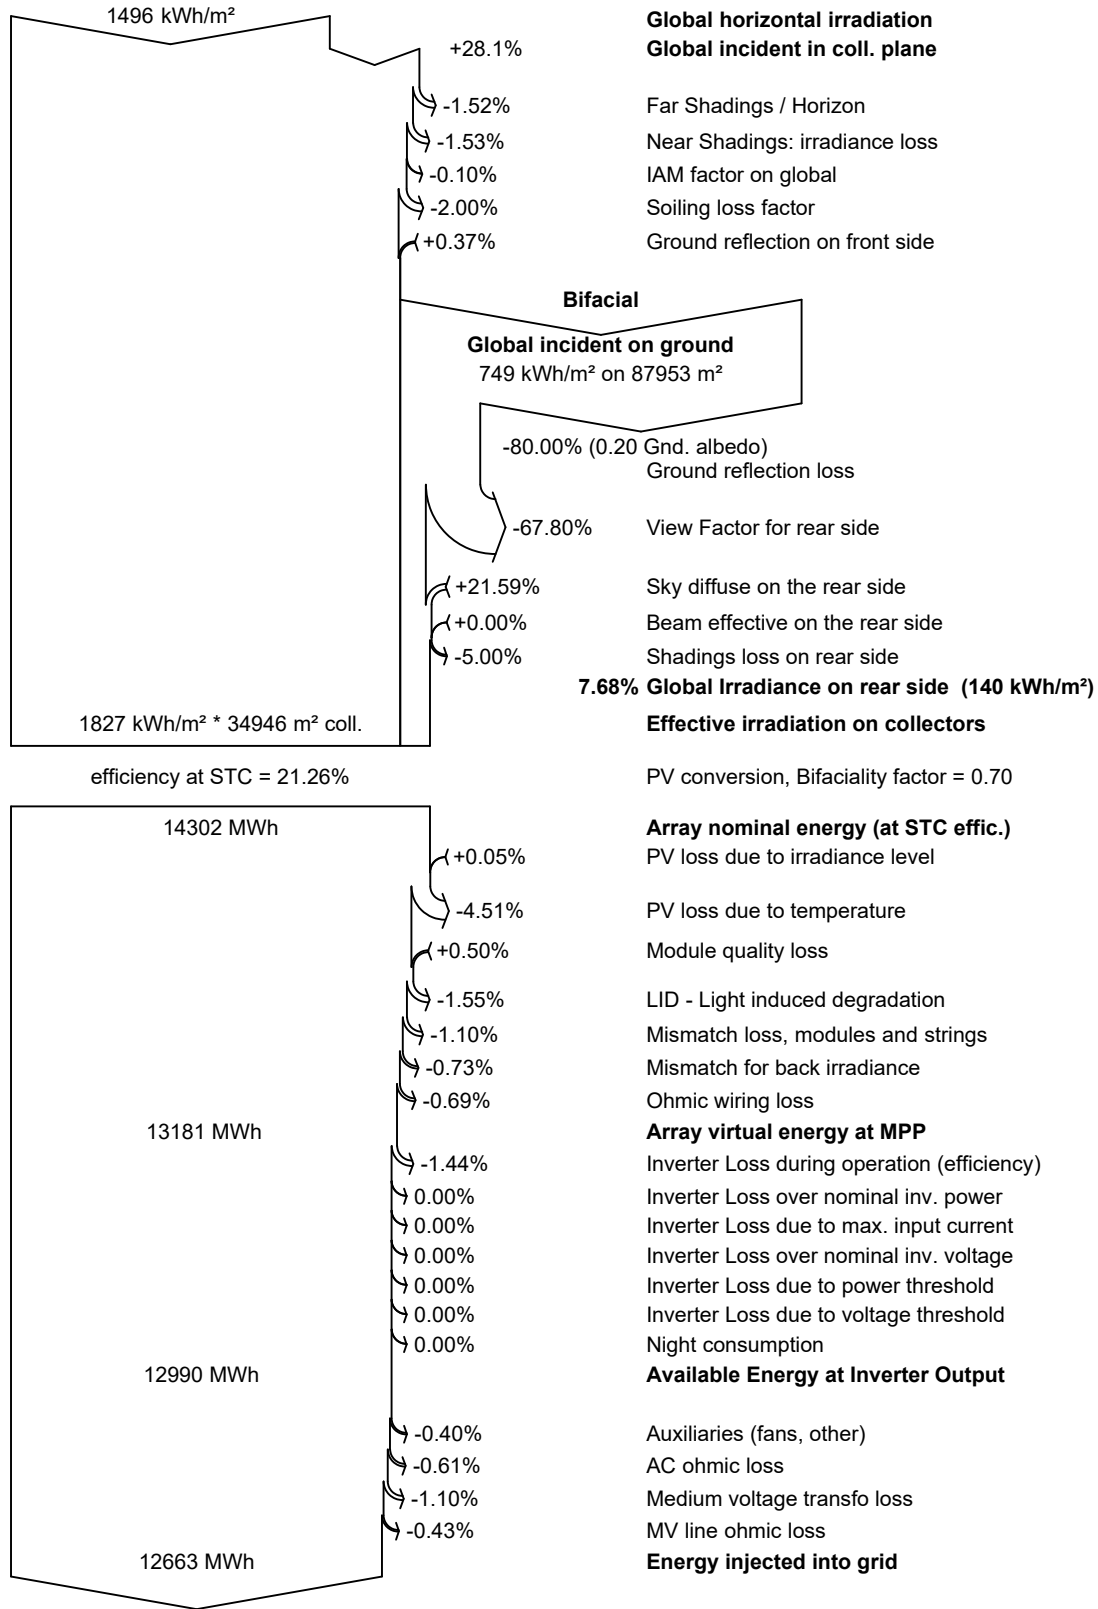 1496 kWh/m² Global horizontal irradiation
+28.1% Global incident in coll. plane
-1.52% Far Shadings / Horizon
-1.53% Near Shadings: irradiance loss
-0.10% IAM factor on global
-2.00% Soiling loss factor
+0.37% Ground reflection on front side
Bifacial
Global incident on ground
749 kWh/m² on 87953 m²
-80.00% (0.20 Gnd. albedo)
Ground reflection loss
-67.80% View Factor for rear side
+21.59% Sky diffuse on the rear side
+0.00% Beam effective on the rear side
-5.00% Shadings loss on rear side
7.68% Global Irradiance on rear side (140 kWh/m²)
1827 kWh/m² * 34946 m² coll. Effective irradiation on collectors
efficiency at STC = 21.26% PV conversion, Bifaciality factor = 0.70
14302 MWh Array nominal energy (at STC effic.)
+0.05% PV loss due to irradiance level
-4.51% PV loss due to temperature
+0.50% Module quality loss
-1.55% LID - Light induced degradation
-1.10% Mismatch loss, modules and strings
-0.73% Mismatch for back irradiance
-0.69% Ohmic wiring loss
13181 MWh Array virtual energy at MPP
-1.44% Inverter Loss during operation (efficiency)
0.00% Inverter Loss over nominal inv. power
0.00% Inverter Loss due to max. input current
0.00% Inverter Loss over nominal inv. voltage
0.00% Inverter Loss due to power threshold
0.00% Inverter Loss due to voltage threshold
0.00% Night consumption
12990 MWh Available Energy at Inverter Output
-0.40% Auxiliaries (fans, other)
-0.61% AC ohmic loss
-1.10% Medium voltage transfo loss
-0.43% MV line ohmic loss
12663 MWh Energy injected into grid